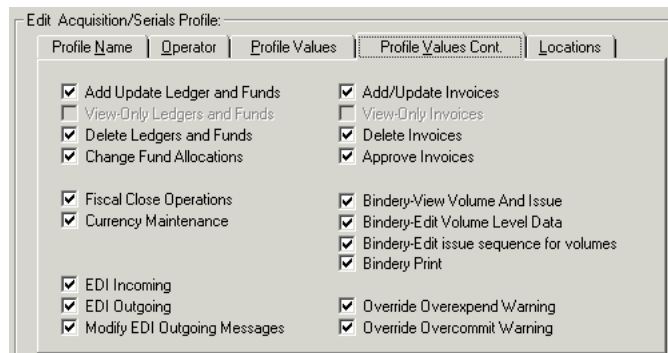 Edit Acquisition/Serials Profile:
Profile Name Operator Profile Values Profile Values Cont. Locations
Add Update Ledger and Funds
View-Only Ledgers and Funds
Delete Ledgers and Funds
Change Fund Allocations
Fiscal Close Operations
Currency Maintenance
EDI Incoming
EDI Outgoing
Modify EDI Outgoing Messages
Add/Update Invoices
View-Only Invoices
Delete Invoices
Approve Invoices
Bindery-View Volume And Issue
Bindery-Edit Volume Level Data
Bindery-Edit issue sequence for volumes
Bindery Print
Override Overexpend Warning
Override Overcommit Warning